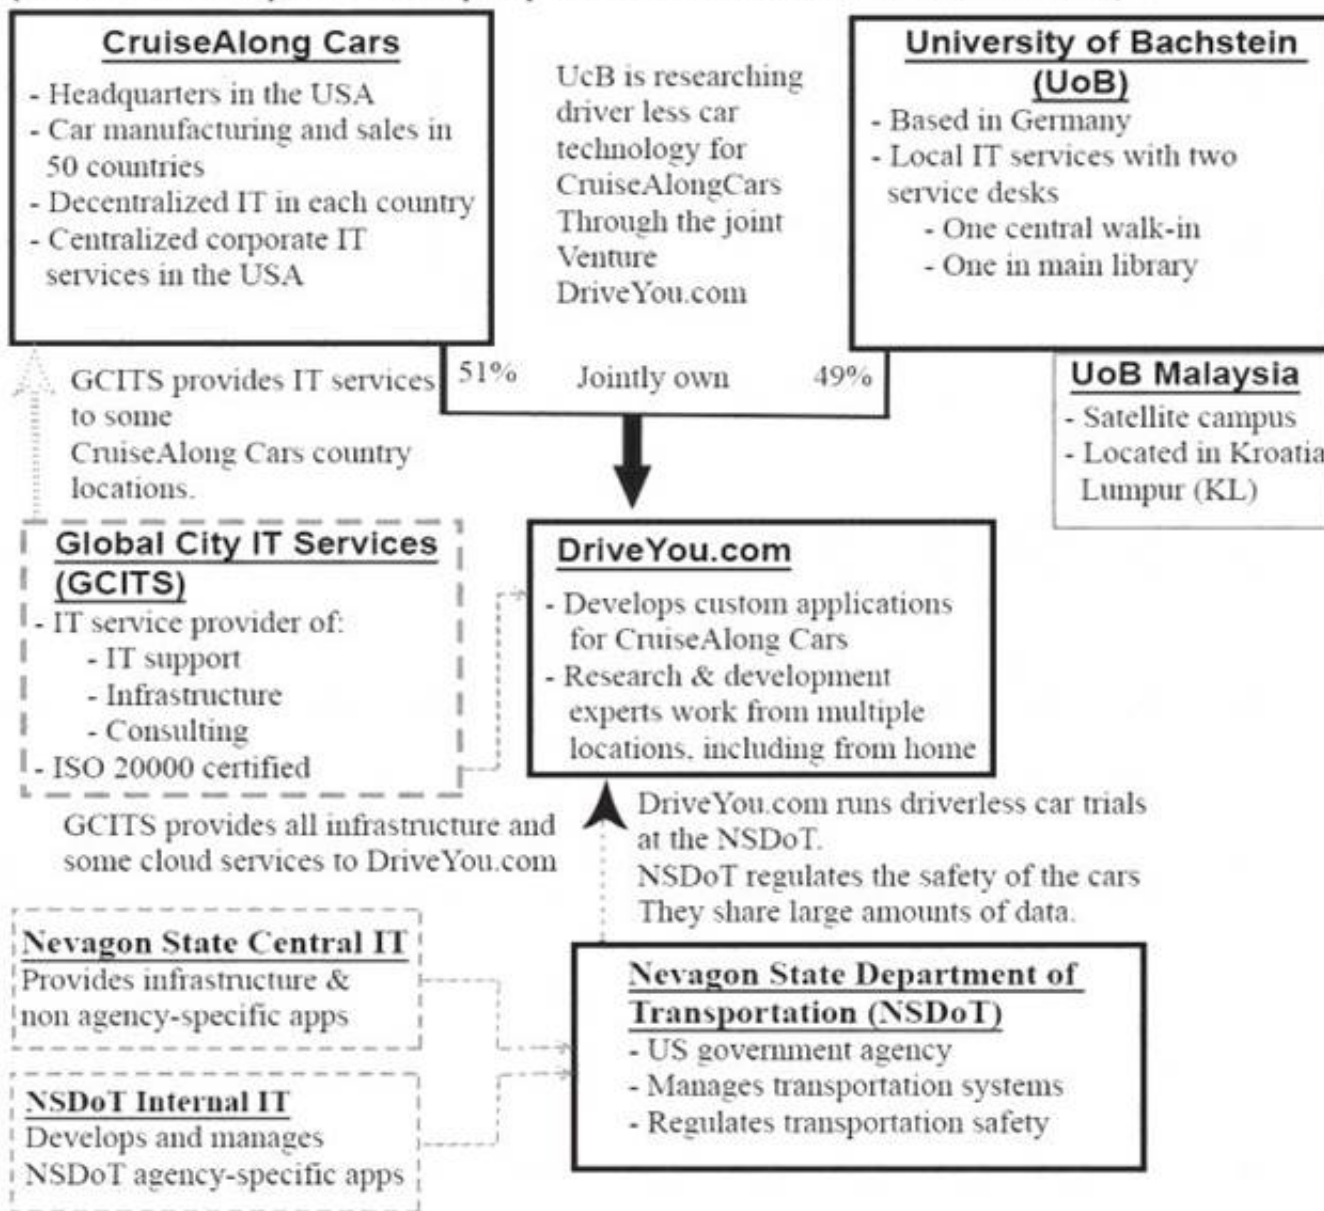 CruiseAlong Cars
- Headquarters in the USA
- Car manufacturing and sales in
50 countries
- Decentralized IT in each country
- Centralized corporate IT
services in the USA
UcB is researching
driver less car
technology for
CruiseAlongCars
Through the joint
Venture
DriveYou.com
University of Bachstein
(UoB)
- Based in Germany
- Local IT services with two
service desks
- One central walk-in
- One in main library
51% Jointly own 49%
UoB Malaysia
- Satellite campus
- Located in Kroatia
Lumpur (KL)
GCITS provides IT services
to some
CruiseAlong Cars country
locations.
Global City IT Services
(GCITS)
- IT service provider of:
- IT support
- Infrastructure
- Consulting
- ISO 20000 certified
DriveYou.com
- Develops custom applications
for CruiseAlong Cars
- Research & development
experts work from multiple
locations, including from home
GCITS provides all infrastructure and
some cloud services to DriveYou.com
DriveYou.com runs driverless car trials
at the NSDoT.
NSDoT regulates the safety of the cars
They share large amounts of data.
Nevagon State Central IT
Provides infrastructure &
non agency-specific apps
NSDoT Internal IT
Develops and manages
NSDoT agency-specific apps
Nevagon State Department of
Transportation (NSDoT)
- US government agency
- Manages transportation systems
- Regulates transportation safety